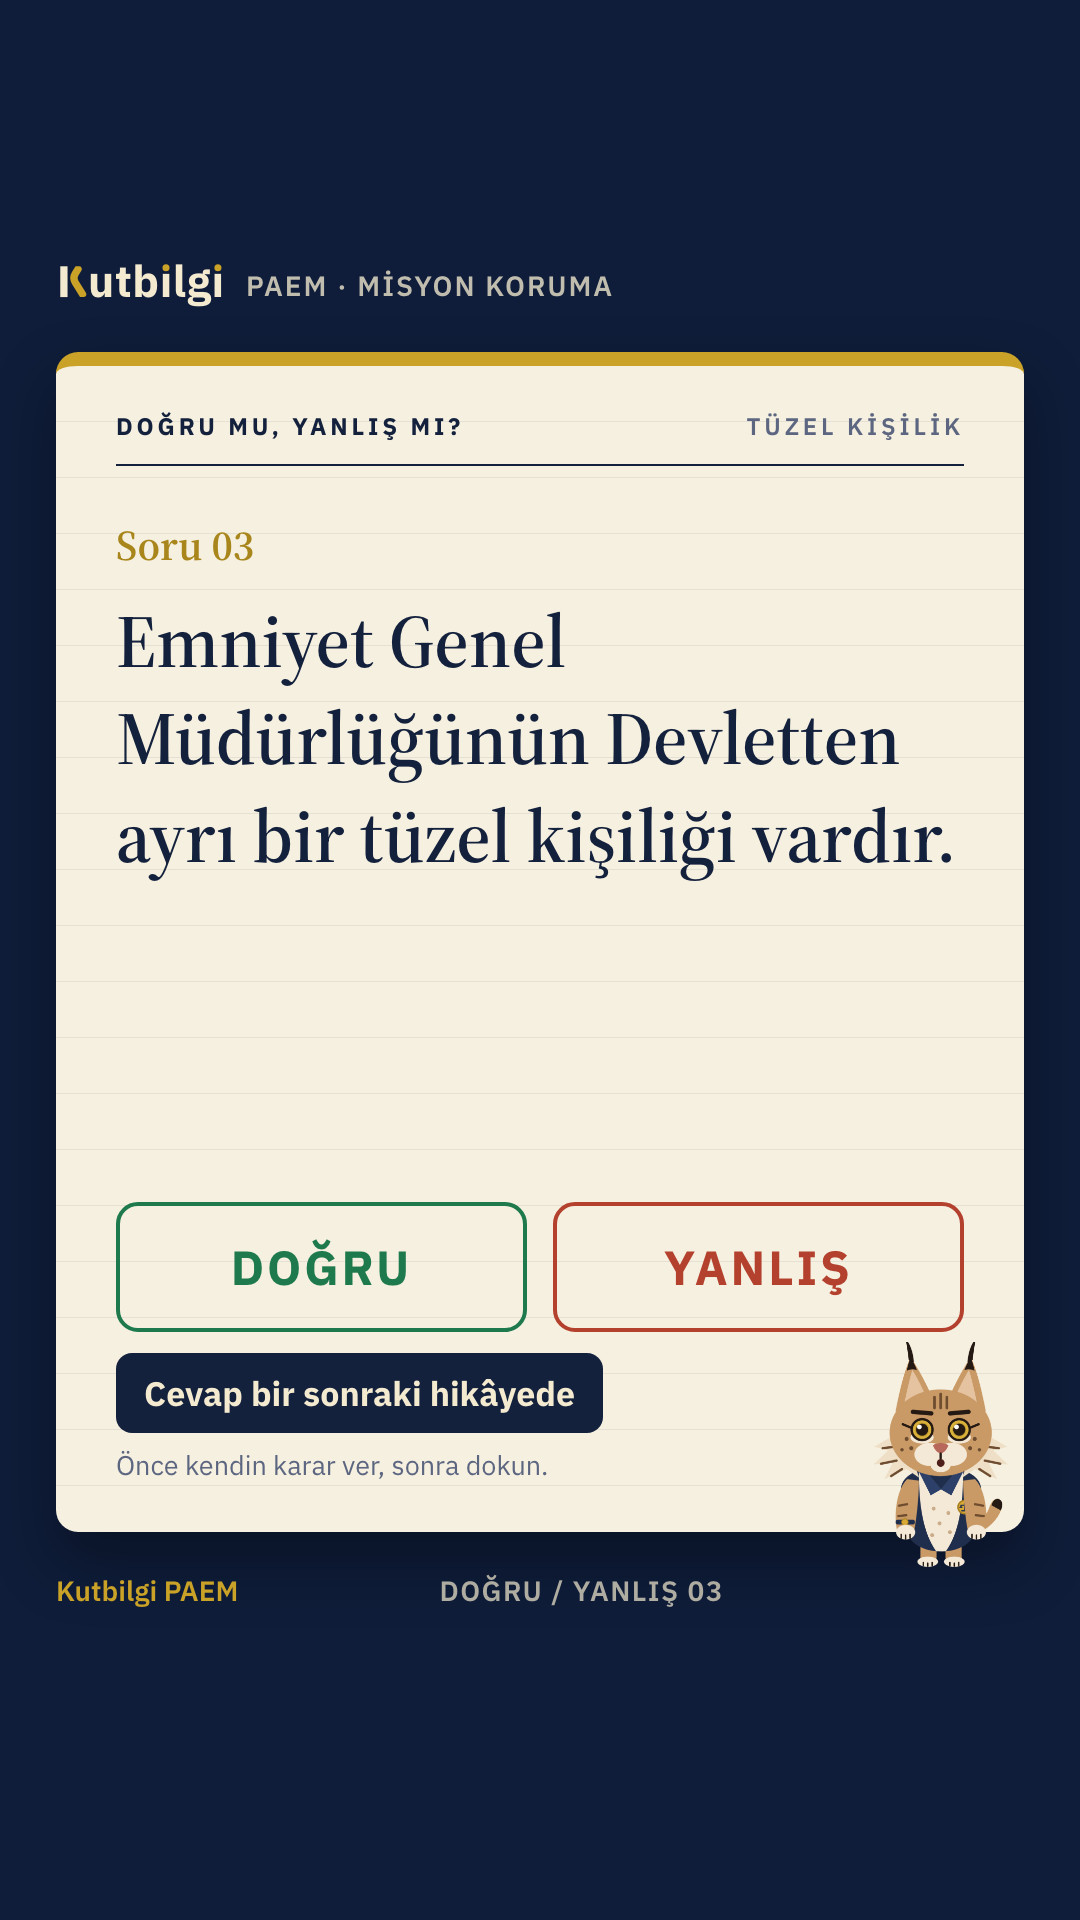 Kutbilgi PAEM · MİSYON KORUMA
DOĞRU MU, YANLIŞ MI? TÜZEL KİŞİLİK
Soru 03
Emniyet Genel
Müdürlüğünün Devletten
ayrı bir tüzel kişiliği vardır.
DOĞRU YANLIŞ
Cevap bir sonraki hikâyede
Önce kendin karar ver, sonra dokun.
Kutbilgi PAEM DOĞRU / YANLIŞ 03